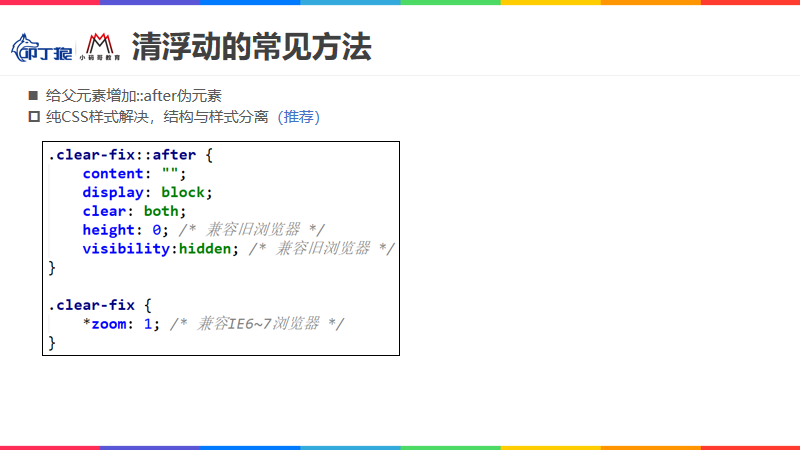 叩丁狼
小码哥教育
清浮动的常见方法
给父元素增加::after伪元素
纯CSS样式解决，结构与样式分离（推荐）
.clear-fix::after {
content: "";
display: block;
clear: both;
height: 0; /* 兼容旧浏览器 */
visibility:hidden; /* 兼容旧浏览器 */
}
.clear-fix {
*zoom: 1; /* 兼容IE6~7浏览器 */
}